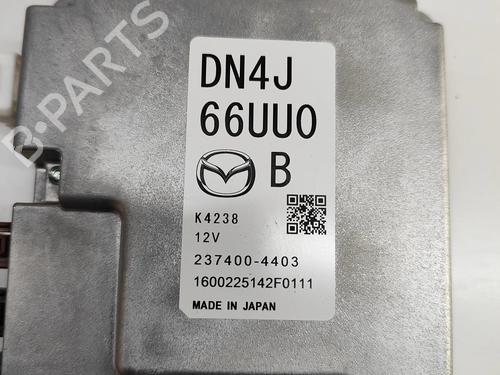 B-PARTS
DN4J
66UU0
B
K4238
12V
237400-4403
1600225142F0111
MADE IN JAPAN